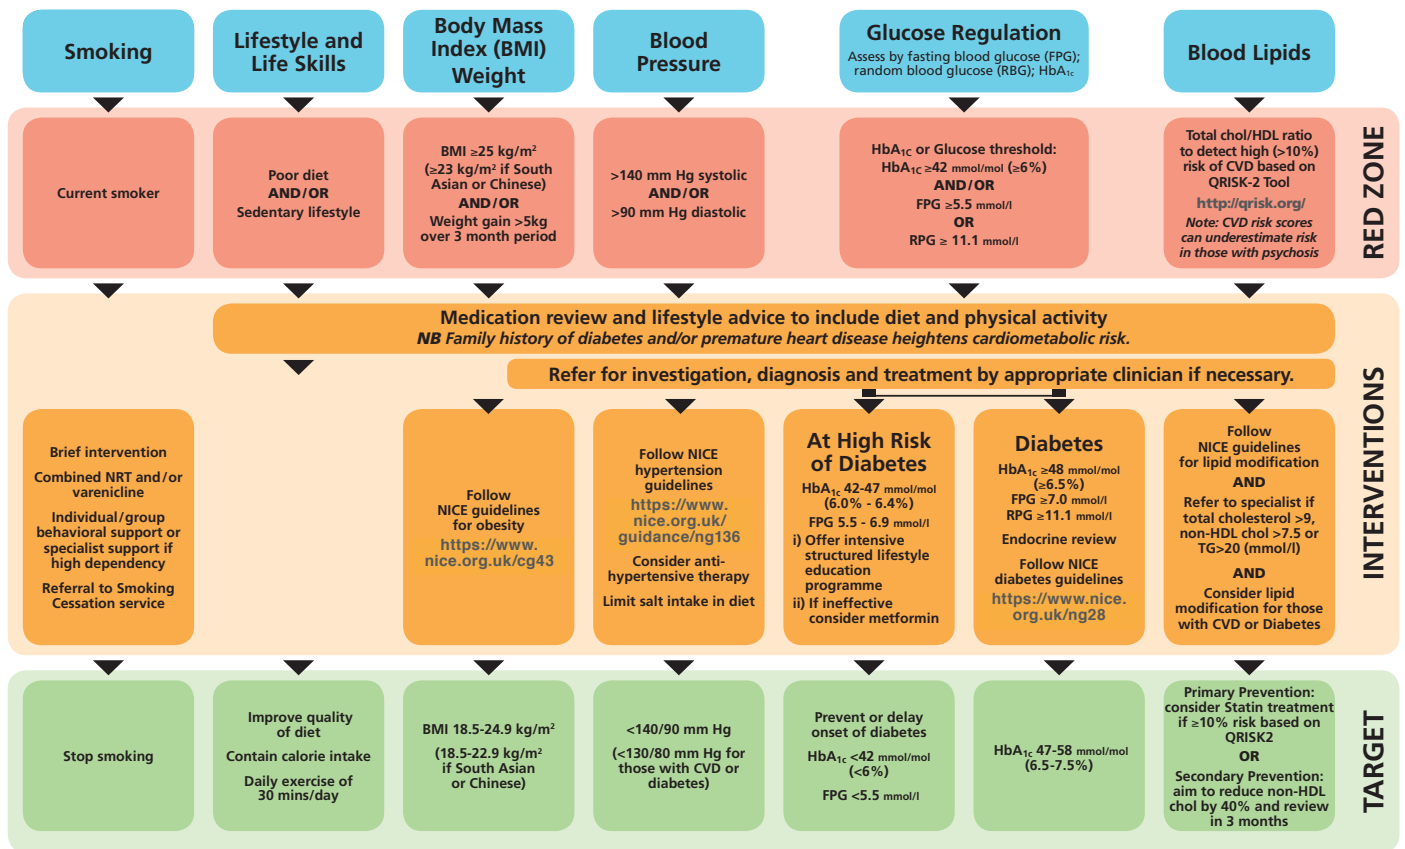 Smoking
Lifestyle and
Life Skills
Body Mass
Index (BMI)
Weight
Blood
Pressure
Glucose Regulation
Assess by fasting blood glucose (FPG);
random blood glucose (RBG); HbA1c
Blood Lipids
RED ZONE
Current smoker
Poor diet
AND/OR
Sedentary lifestyle
BMI ≥25 kg/m²
(≥23 kg/m² if South
Asian or Chinese)
AND/OR
Weight gain >5kg
over 3 month period
>140 mm Hg systolic
AND/OR
>90 mm Hg diastolic
HbA1C or Glucose threshold:
HbA1C ≥42 mmol/mol (≥6%)
AND/OR
FPG ≥5.5 mmol/l
OR
RPG ≥ 11.1 mmol/l
Total chol/HDL ratio
to detect high (>10%)
risk of CVD based on
QRISK-2 Tool
http://qrisk.org/
Note: CVD risk scores
can underestimate risk
in those with psychosis
INTERVENTIONS
Medication review and lifestyle advice to include diet and physical activity
NB Family history of diabetes and/or premature heart disease heightens cardiometabolic risk.
Refer for investigation, diagnosis and treatment by appropriate clinician if necessary.
Brief intervention
Combined NRT and/or
varenicline
Individual/group
behavioral support or
specialist support if
high dependency
Referral to Smoking
Cessation service
Follow
NICE guidelines
for obesity
https://www.
nice.org.uk/cg43
Follow NICE
hypertension
guidelines
https://www.
nice.org.uk/
guidance/ng136
Consider anti-
hypertensive therapy
Limit salt intake in diet
At High Risk
of Diabetes
HbA1c 42-47 mmol/mol
(6.0% - 6.4%)
FPG 5.5 - 6.9 mmol/l
i) Offer intensive
structured lifestyle
education
programme
ii) If ineffective
consider metformin
Diabetes
HbA1c ≥48 mmol/mol
(≥6.5%)
FPG ≥7.0 mmol/l
RPG ≥11.1 mmol/l
Endocrine review
Follow NICE
diabetes guidelines
https://www.nice.
org.uk/ng28
Follow
NICE guidelines
for lipid modification
AND
Refer to specialist if
total cholesterol >9,
non-HDL chol >7.5 or
TG>20 (mmol/l)
AND
Consider lipid
modification for those
with CVD or Diabetes
TARGET
Stop smoking
Improve quality
of diet
Contain calorie intake
Daily exercise of
30 mins/day
BMI 18.5-24.9 kg/m²
(18.5-22.9 kg/m²
if South Asian
or Chinese)
<140/90 mm Hg
(<130/80 mm Hg for
those with CVD or
diabetes)
Prevent or delay
onset of diabetes
HbA1c <42 mmol/mol
(<6%)
FPG <5.5 mmol/l
HbA1c 47-58 mmol/mol
(6.5-7.5%)
Primary Prevention:
consider Statin treatment
if ≥10% risk based on
QRISK2
OR
Secondary Prevention:
aim to reduce non-HDL
chol by 40% and review
in 3 months